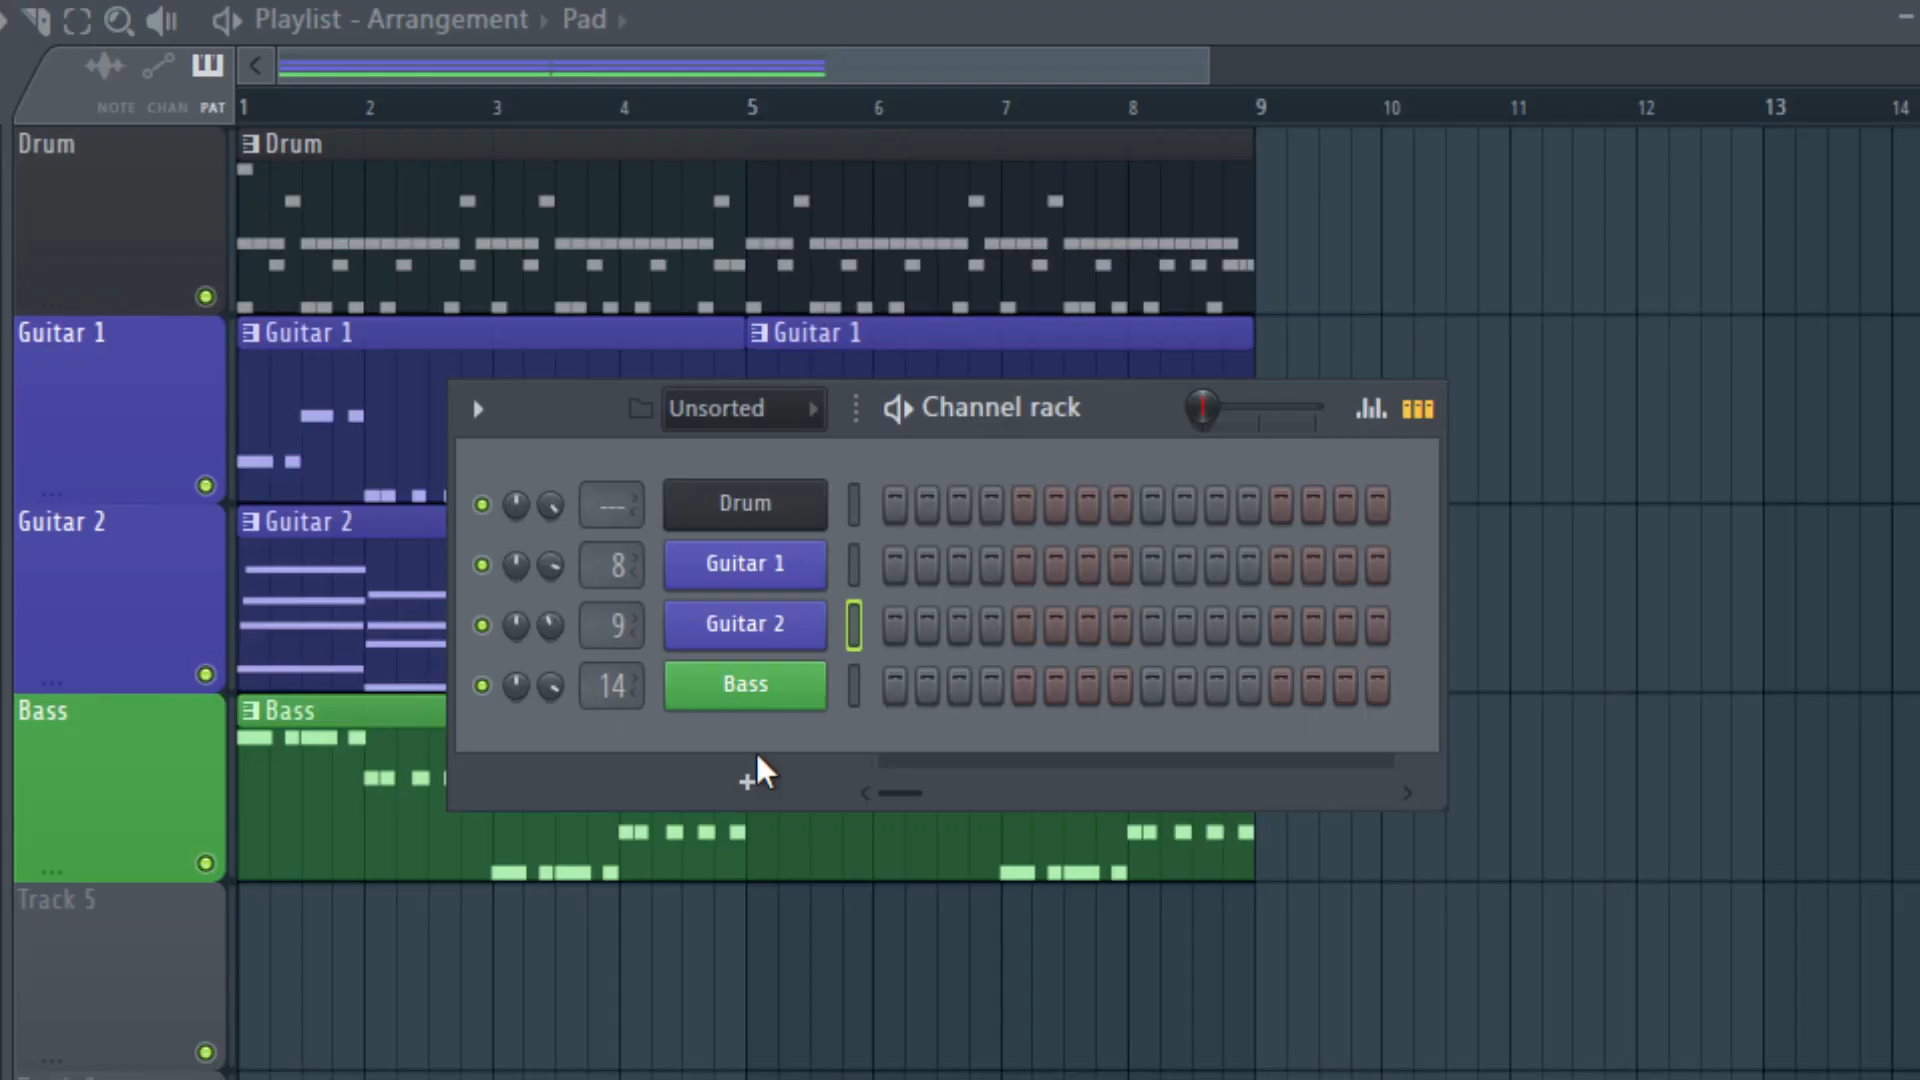 Playlist - Arrangement › Pad ›
NOTE CHAN PAT
1 2 3 4 5 6 7 8 9 10 11 12 13 14
Drum
Drum
Guitar 1
Guitar 1
Guitar 1
Unsorted
Channel rack
--- Drum
8 Guitar 1
9 Guitar 2
14 Bass
+
Guitar 2
Guitar 2
Bass
Bass
Track 5